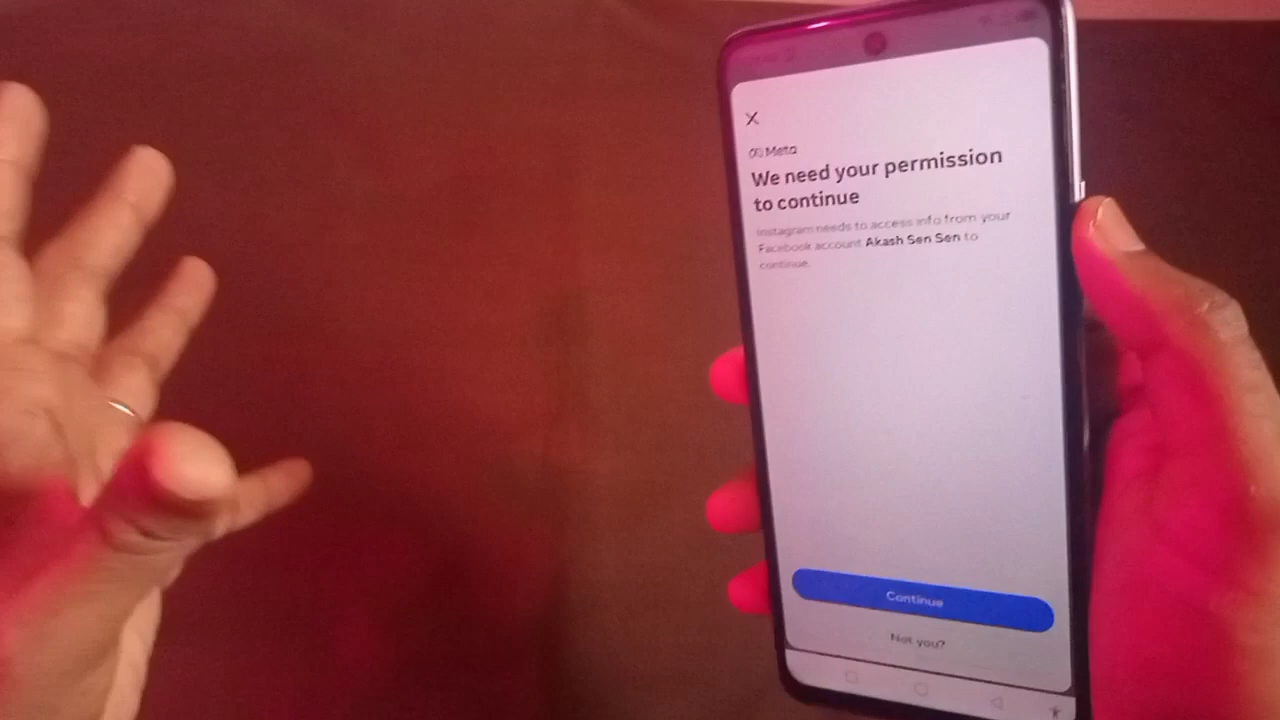 Meta
We need your permission
to continue
Instagram needs to access info from your
Facebook account Akash Sen Sen to
continue.
Continue
Not you?